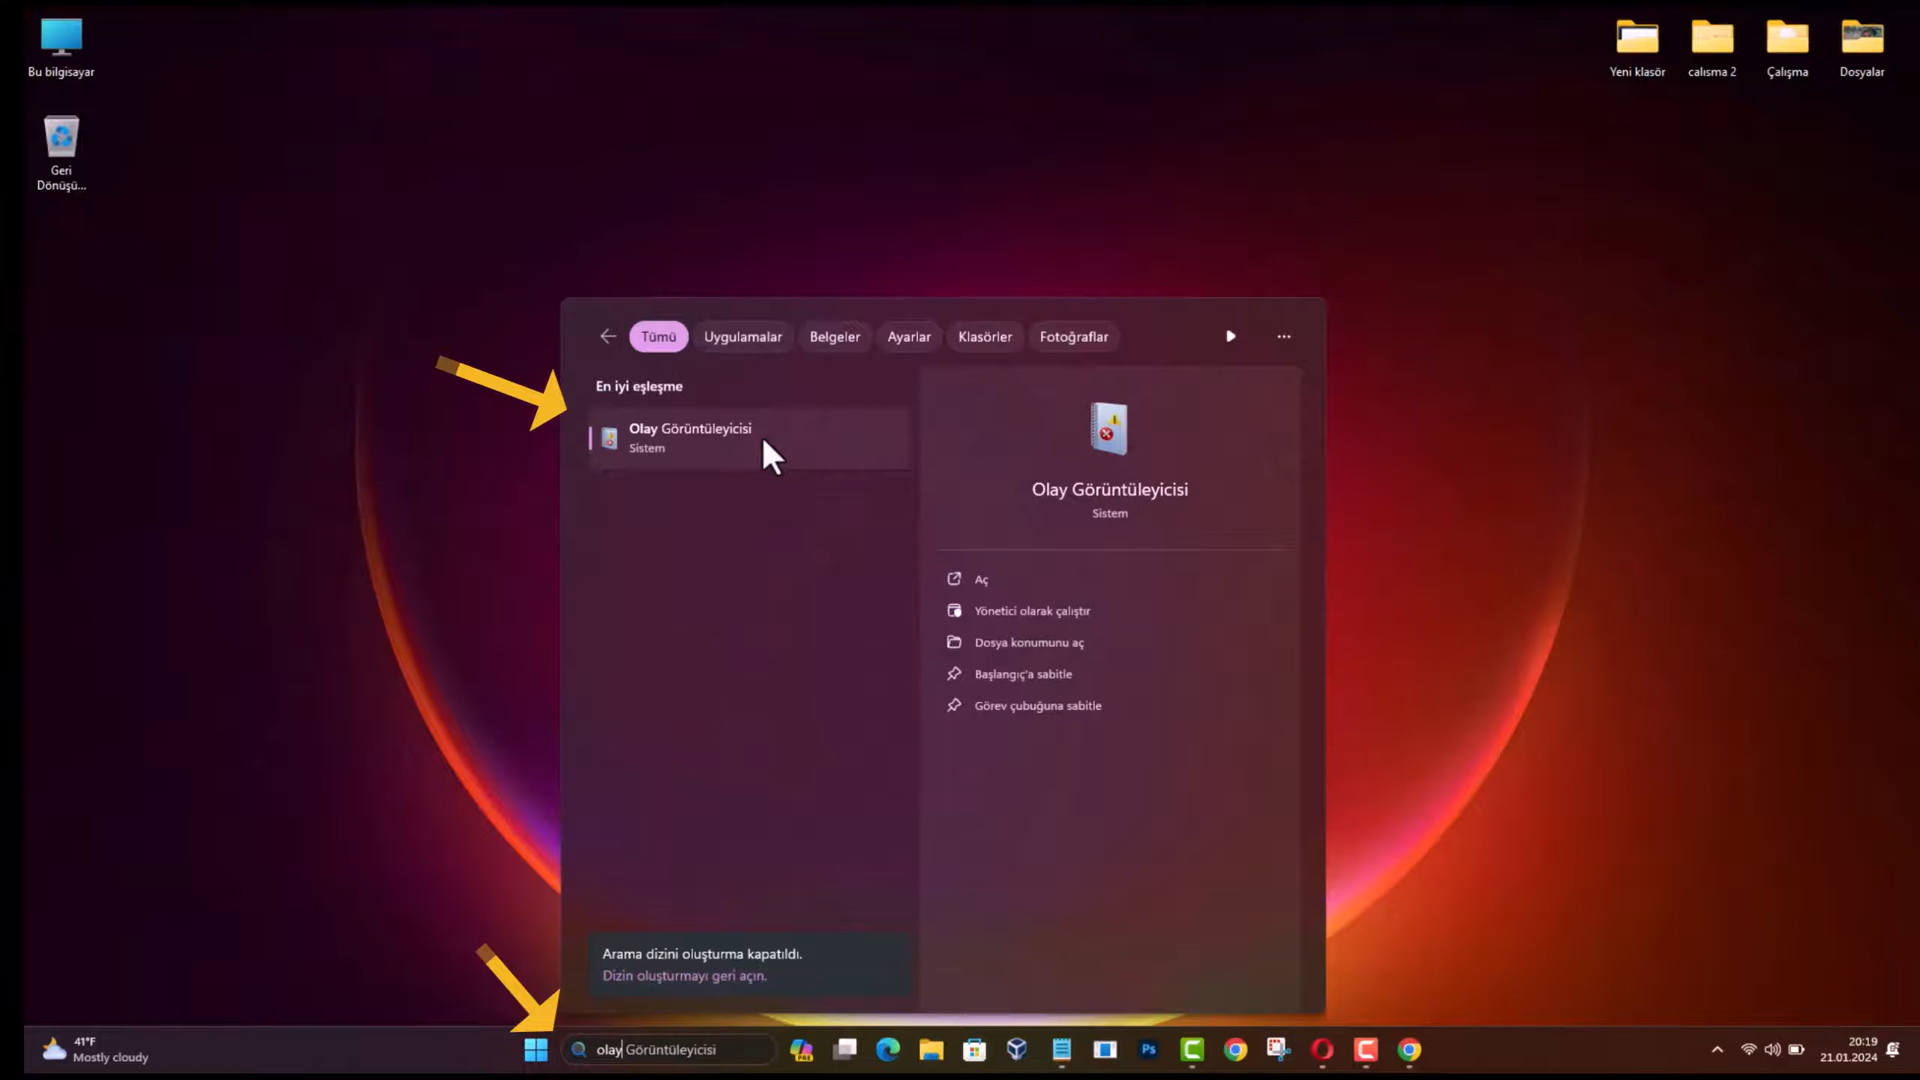 Bu bilgisayar
Geri
Dönüşü...
Yeni klasör
calısma 2
Çalışma
Dosyalar
Tümü
Uygulamalar
Belgeler
Ayarlar
Klasörler
Fotoğraflar
En iyi eşleşme
Olay Görüntüleyicisi
Sistem
Olay Görüntüleyicisi
Sistem
Aç
Yönetici olarak çalıştır
Dosya konumunu aç
Başlangıç'a sabitle
Görev çubuğuna sabitle
Arama dizini oluşturma kapatıldı.
Dizin oluşturmayı geri açın.
41°F
Mostly cloudy
olay Görüntüleyicisi
PRE
Ps
20:19
21.01.2024